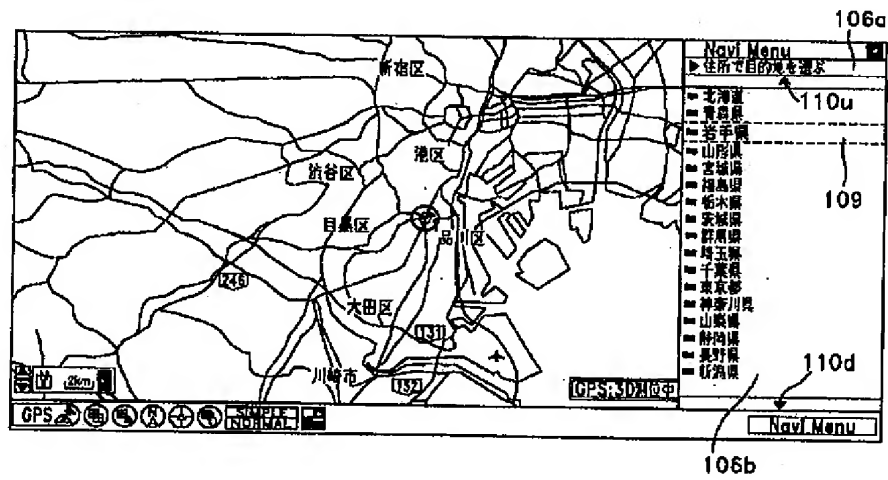 106a
Navi Menu
▶住所で目的地を選ぶ
110u
北海道
青森県
岩手県
山形県
宮城県
福島県
栃木県
茨城県
群馬県
埼玉県
千葉県
東京都
神奈川県
山梨県
静岡県
長野県
新潟県
109
新宿区
港区
渋谷区
目黒区
品川区
246
大田区
131
川崎市
132
2km
GPS:3D測位中
110d
GPS
SIMPLE
NORMAL
Navi Menu
106b